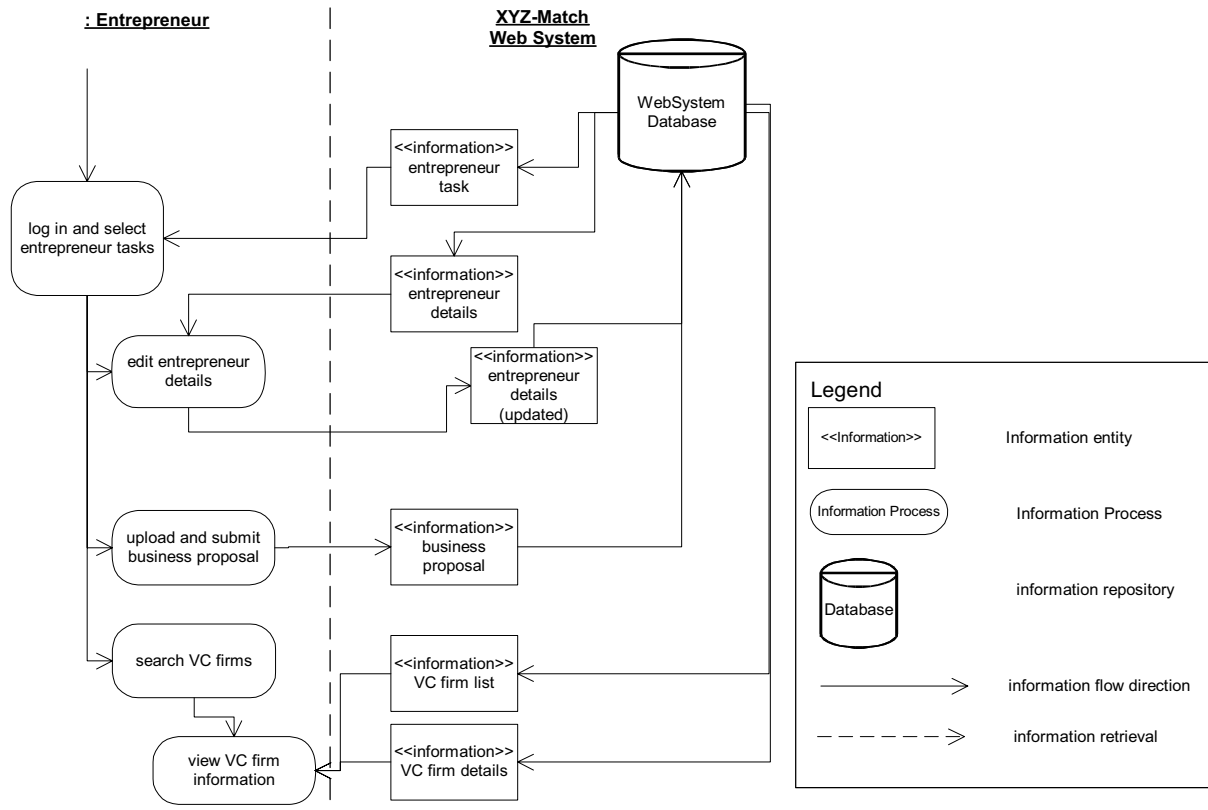 : Entrepreneur
XYZ-Match
Web System
WebSystem
Database
<<information>>
entrepreneur
task
log in and select
entrepreneur tasks
<<information>>
entrepreneur
details
edit entrepreneur
details
<<information>>
entrepreneur
details
(updated)
upload and submit
business proposal
<<information>>
business
proposal
search VC firms
<<information>>
VC firm list
view VC firm
information
<<information>>
VC firm details
Legend
<<Information>>
Information entity
Information Process
Information Process
Database
information repository
information flow direction
information retrieval